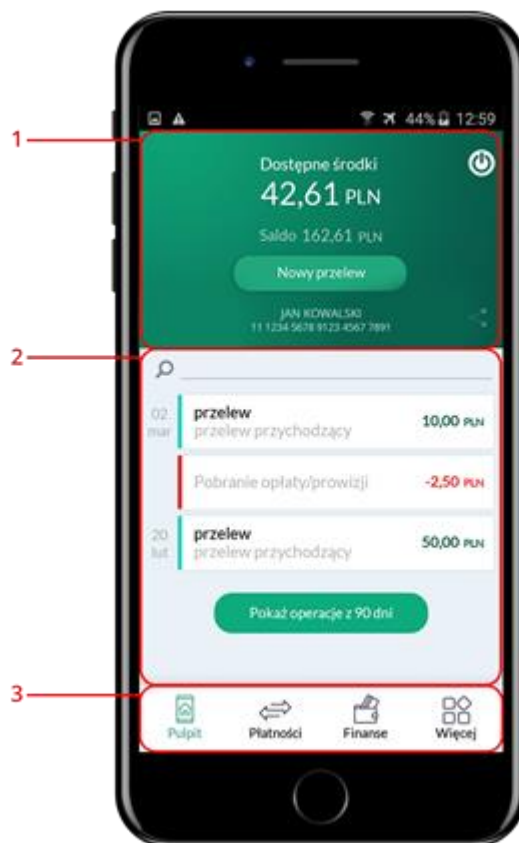 44% 12:59
1
Dostępne środki
42,61 PLN
Saldo 162,61 PLN
Nowy przelew
JAN KOWALSKI
11 1234 5678 9123 4567 7891
2
02 mar
przelew
przelew przychodzący
10,00 PLN
Pobranie opłaty/prowizji
-2,50 PLN
20 lut
przelew
przelew przychodzący
50,00 PLN
Pokaż operacje z 90 dni
3
Pulpit
Płatności
Finanse
Więcej